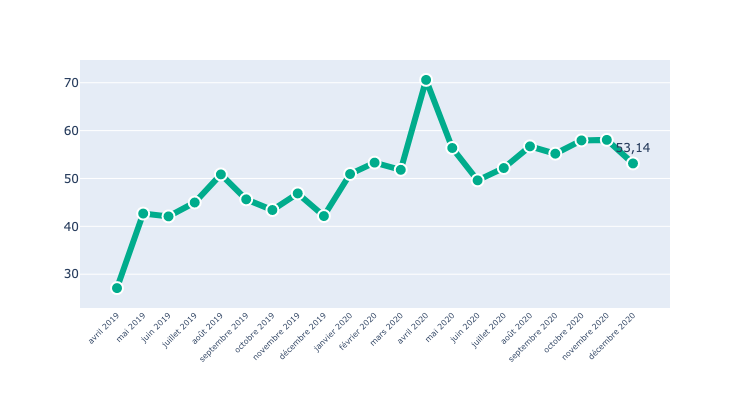 70
60
50
40
30
53,14
avril 2019
mai 2019
juin 2019
juillet 2019
août 2019
septembre 2019
octobre 2019
novembre 2019
décembre 2019
janvier 2020
février 2020
mars 2020
avril 2020
mai 2020
juin 2020
juillet 2020
août 2020
septembre 2020
octobre 2020
novembre 2020
décembre 2020